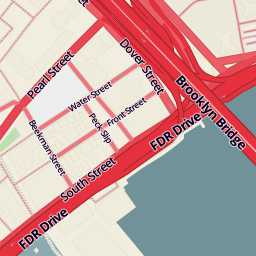 Pearl Street
Dover Street
Water Street
Brooklyn Bridge
Front Street
Peck Slip
Beekman Street
FDR Drive
South Street
FDR Drive